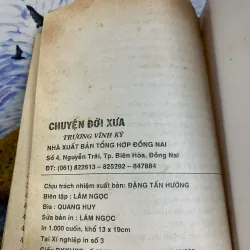 CHUYỆN ĐỜI XƯA
TRƯƠNG VĨNH KÝ
NHÀ XUẤT BẢN TỔNG HỢP ĐỒNG NAI
Số 4, Nguyễn Trãi, Tp. Biên Hòa, Đồng Nai
ĐT: (061) 822613 - 825292 - 847884
Chịu trách nhiệm xuất bản: ĐẶNG TẤN HƯỚNG
Biên tập: LÂM NGỌC
Bìa: QUANG HUY
Sửa bản in: LÂM NGỌC
In 1.000 cuốn, khổ 13 x 19cm
Tại Xí nghiệp in số 3